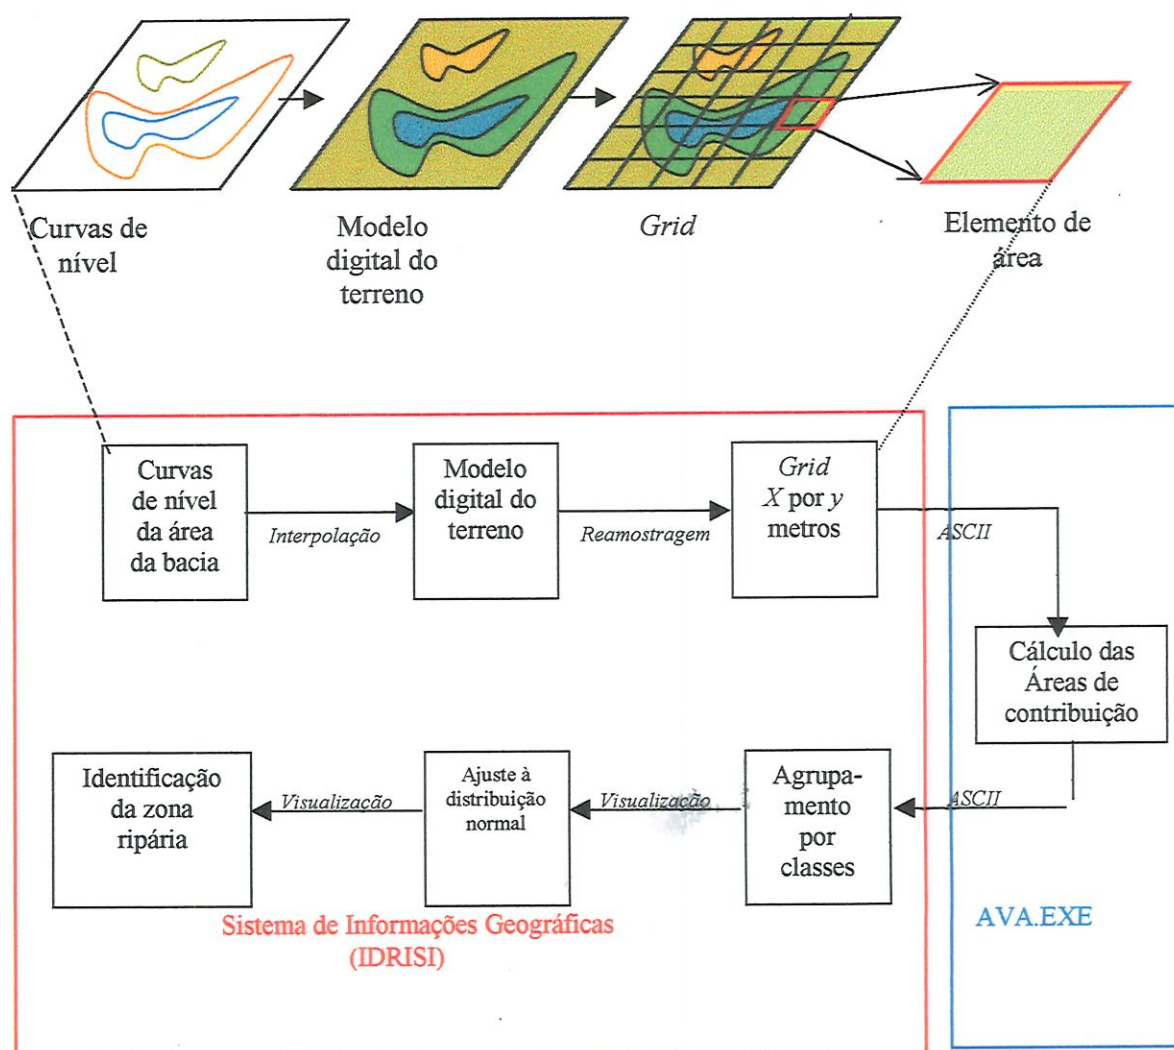 Curvas de
nível
Modelo
digital do
terreno
Grid
Elemento de
área
Curvas
de nível
da área
da bacia
Interpolação
Modelo
digital do
terreno
Reamostragem
Grid
X por y
metros
ASCII
Cálculo das
Áreas de
contribuição
Identificação
da zona
ripária
Visualização
Ajuste à
distribuição
normal
Visualização
Agrupa-
mento
por
classes
ASCII
Sistema de Informações Geográficas
(IDRISI)
AVA.EXE